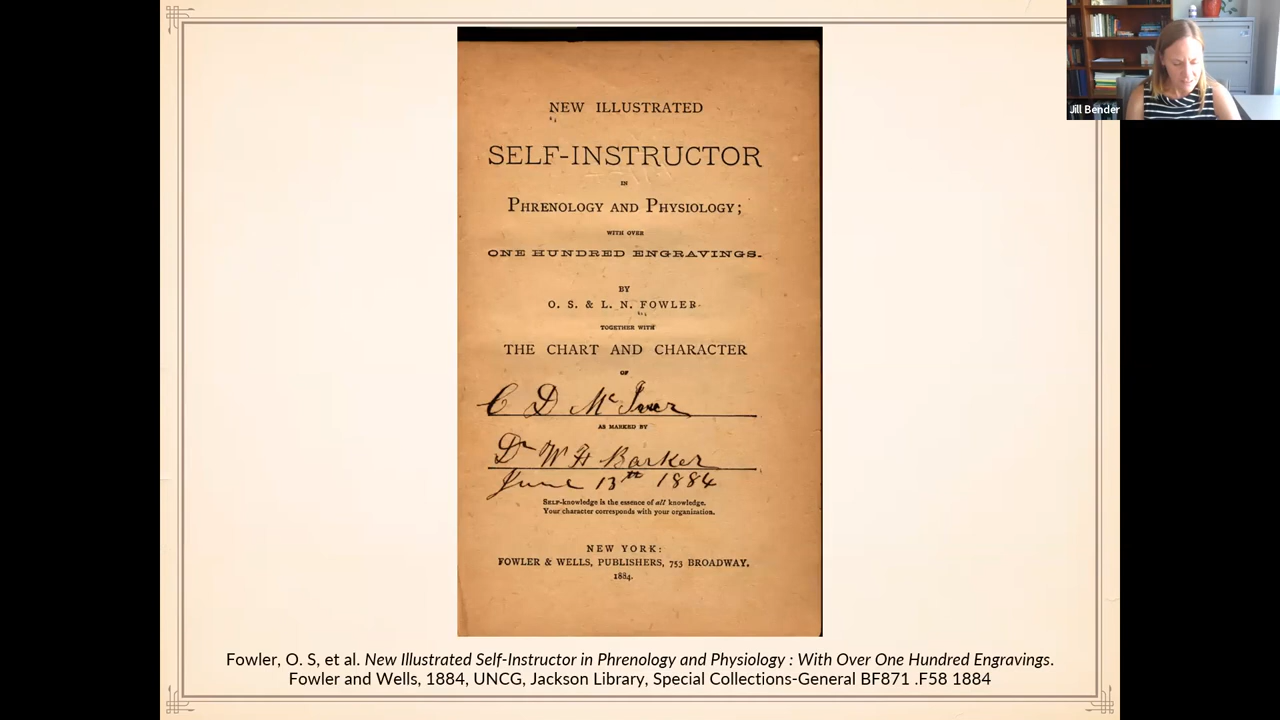 NEW ILLUSTRATED
SELF-INSTRUCTOR
IN
PHRENOLOGY AND PHYSIOLOGY;
WITH OVER
ONE HUNDRED ENGRAVINGS.
BY
O. S. & L. N. FOWLER
TOGETHER WITH
THE CHART AND CHARACTER
OF
C D McIver
AS MARKED BY
Dr W H Barker
June 13th 1884
SELF-knowledge is the essence of all knowledge.
Your character corresponds with your organization.
NEW YORK:
FOWLER & WELLS, PUBLISHERS, 753 BROADWAY.
1884.
Fowler, O. S, et al. New Illustrated Self-Instructor in Phrenology and Physiology : With Over One Hundred Engravings.
Fowler and Wells, 1884, UNCG, Jackson Library, Special Collections-General BF871 .F58 1884
Jill Bender